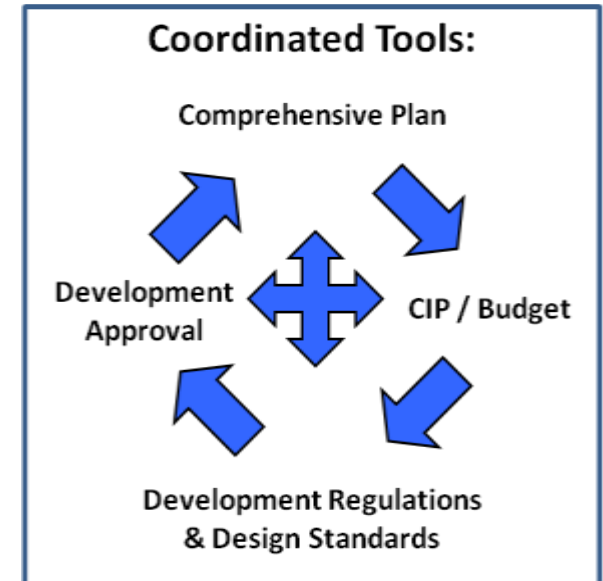 Coordinated Tools:
Comprehensive Plan
Development
Approval
CIP / Budget
Development Regulations
& Design Standards